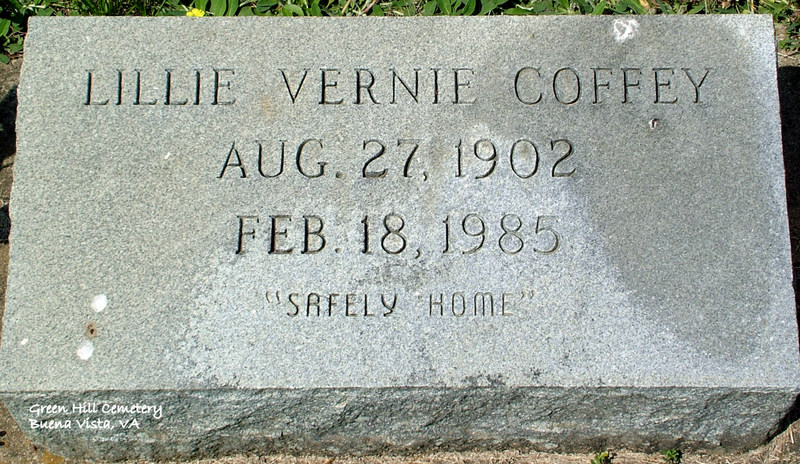 LILLIE VERNIE COFFEY
AUG. 27, 1902
FEB. 18, 1985
"SAFELY HOME"
Green Hill Cemetery
Buena Vista, VA